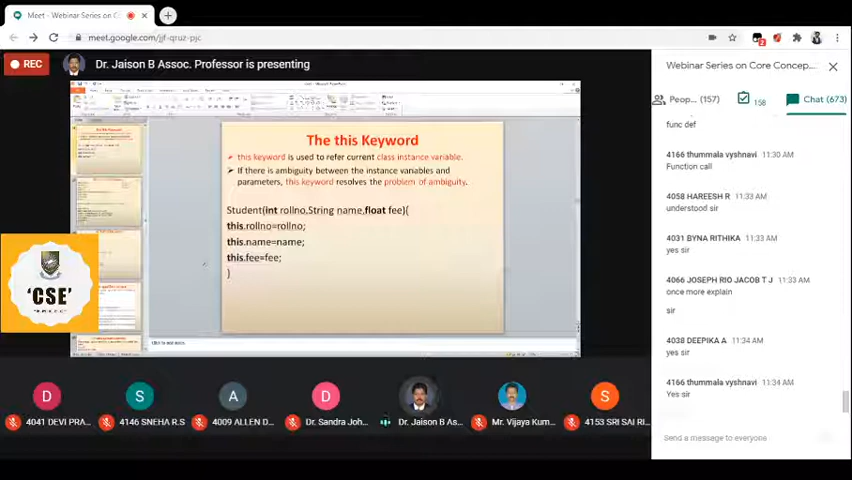 Meet - Webinar Series on C
meet.google.com/jjf-qruz-pjc
2
REC
Dr. Jaison B Assoc. Professor is presenting
Webinar Series on Core Concep...
Peop... (157)
158
Chat (673)
func def
4166 thummala vyshnavi 11:30 AM
Function call
4058 HAREESH R 11:33 AM
understood sir
4031 BYNA RITHIKA 11:33 AM
yes sir
4066 JOSEPH RIO JACOB T J 11:33 AM
once more explain
sir
4038 DEEPIKA A 11:34 AM
yes sir
4166 thummala vyshnavi 11:34 AM
Yes sir
Send a message to everyone
The this Keyword
this keyword is used to refer current class instance variable.
If there is ambiguity between the instance variables and
parameters, this keyword resolves the problem of ambiguity.
Student(int rollno,String name,float fee){
this.rollno=rollno;
this.name=name;
this.fee=fee;
}
Click to add notes
'CSE'
D
S
A
D
S
4041 DEVI PRA...
4146 SNEHA R.S
4009 ALLEN D...
Dr. Sandra Joh...
Dr. Jaison B As...
Mr. Vijaya Kum...
4153 SRI SAI RI...